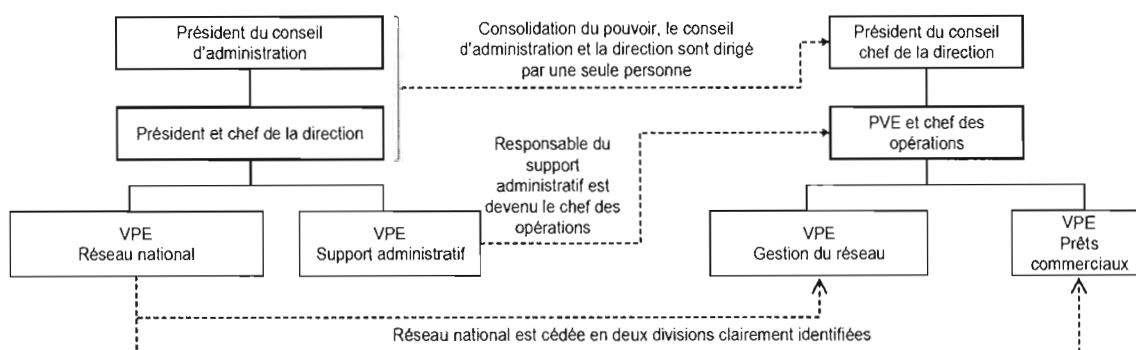 Président du conseil
d'administration
Consolidation du pouvoir, le conseil
d'administration et la direction sont dirigé
par une seule personne
Président du conseil
chef de la direction
Président et chef de la direction
PVE et chef des
opérations
Responsable du
support
administratif est
devenu le chef des
opérations
VPE
Réseau national
VPE
Support administratif
VPE
Gestion du réseau
VPE
Prêts
commerciaux
Réseau national est cédée en deux divisions clairement identifiées